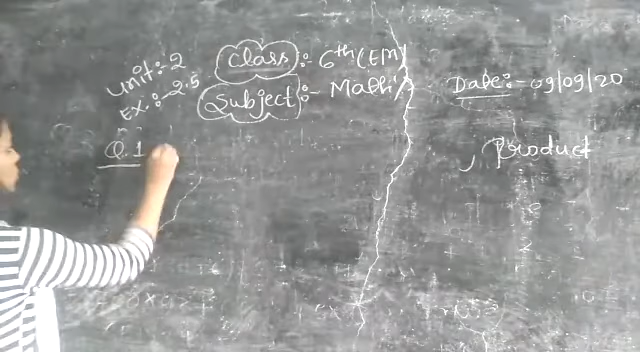 Unit:- 2
Ex.:- 2.5
Class :- 6th (EM)
Subject :- Maths
Date:- 09/09/20
Q.1
, Product